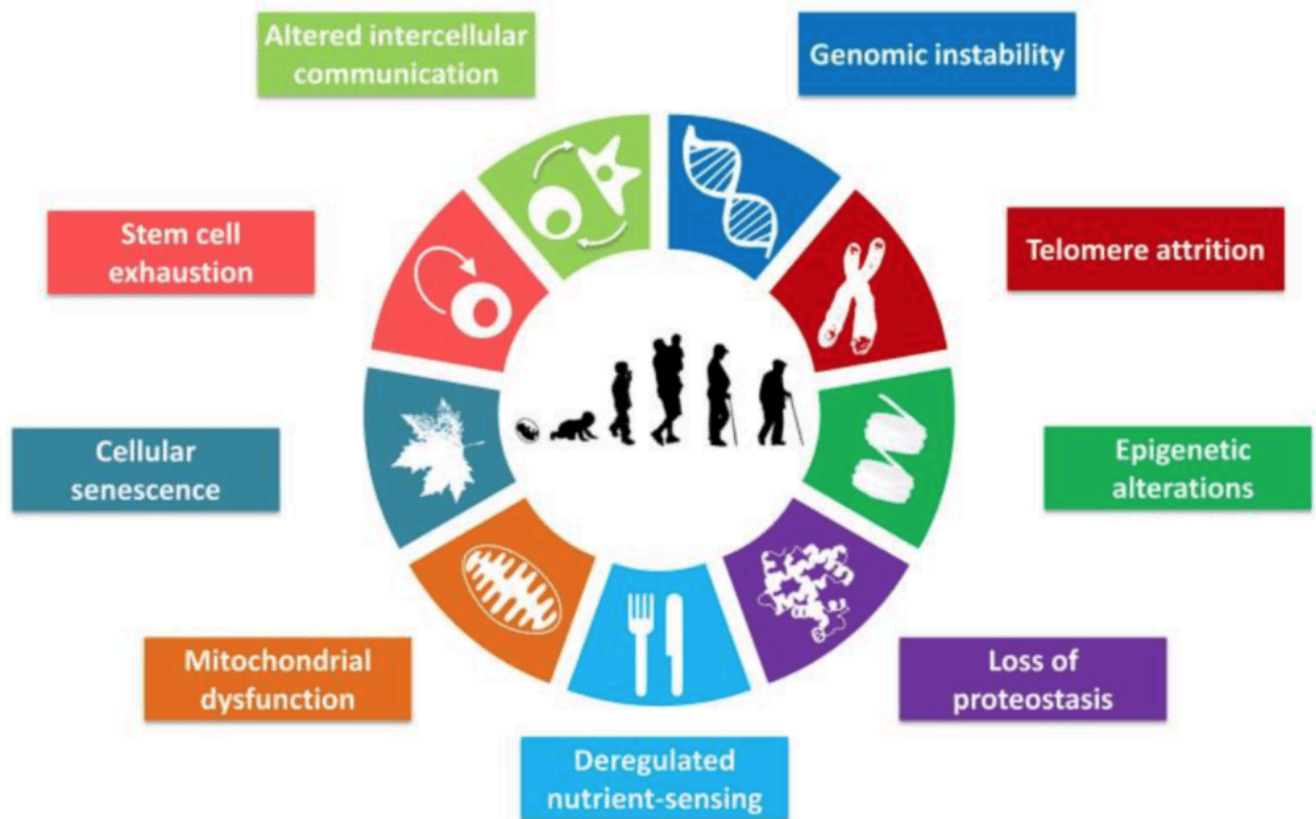 Altered intercellular
communication
Genomic instability
Stem cell
exhaustion
Telomere attrition
Cellular
senescence
Epigenetic
alterations
Mitochondrial
dysfunction
Loss of
proteostasis
Deregulated
nutrient-sensing